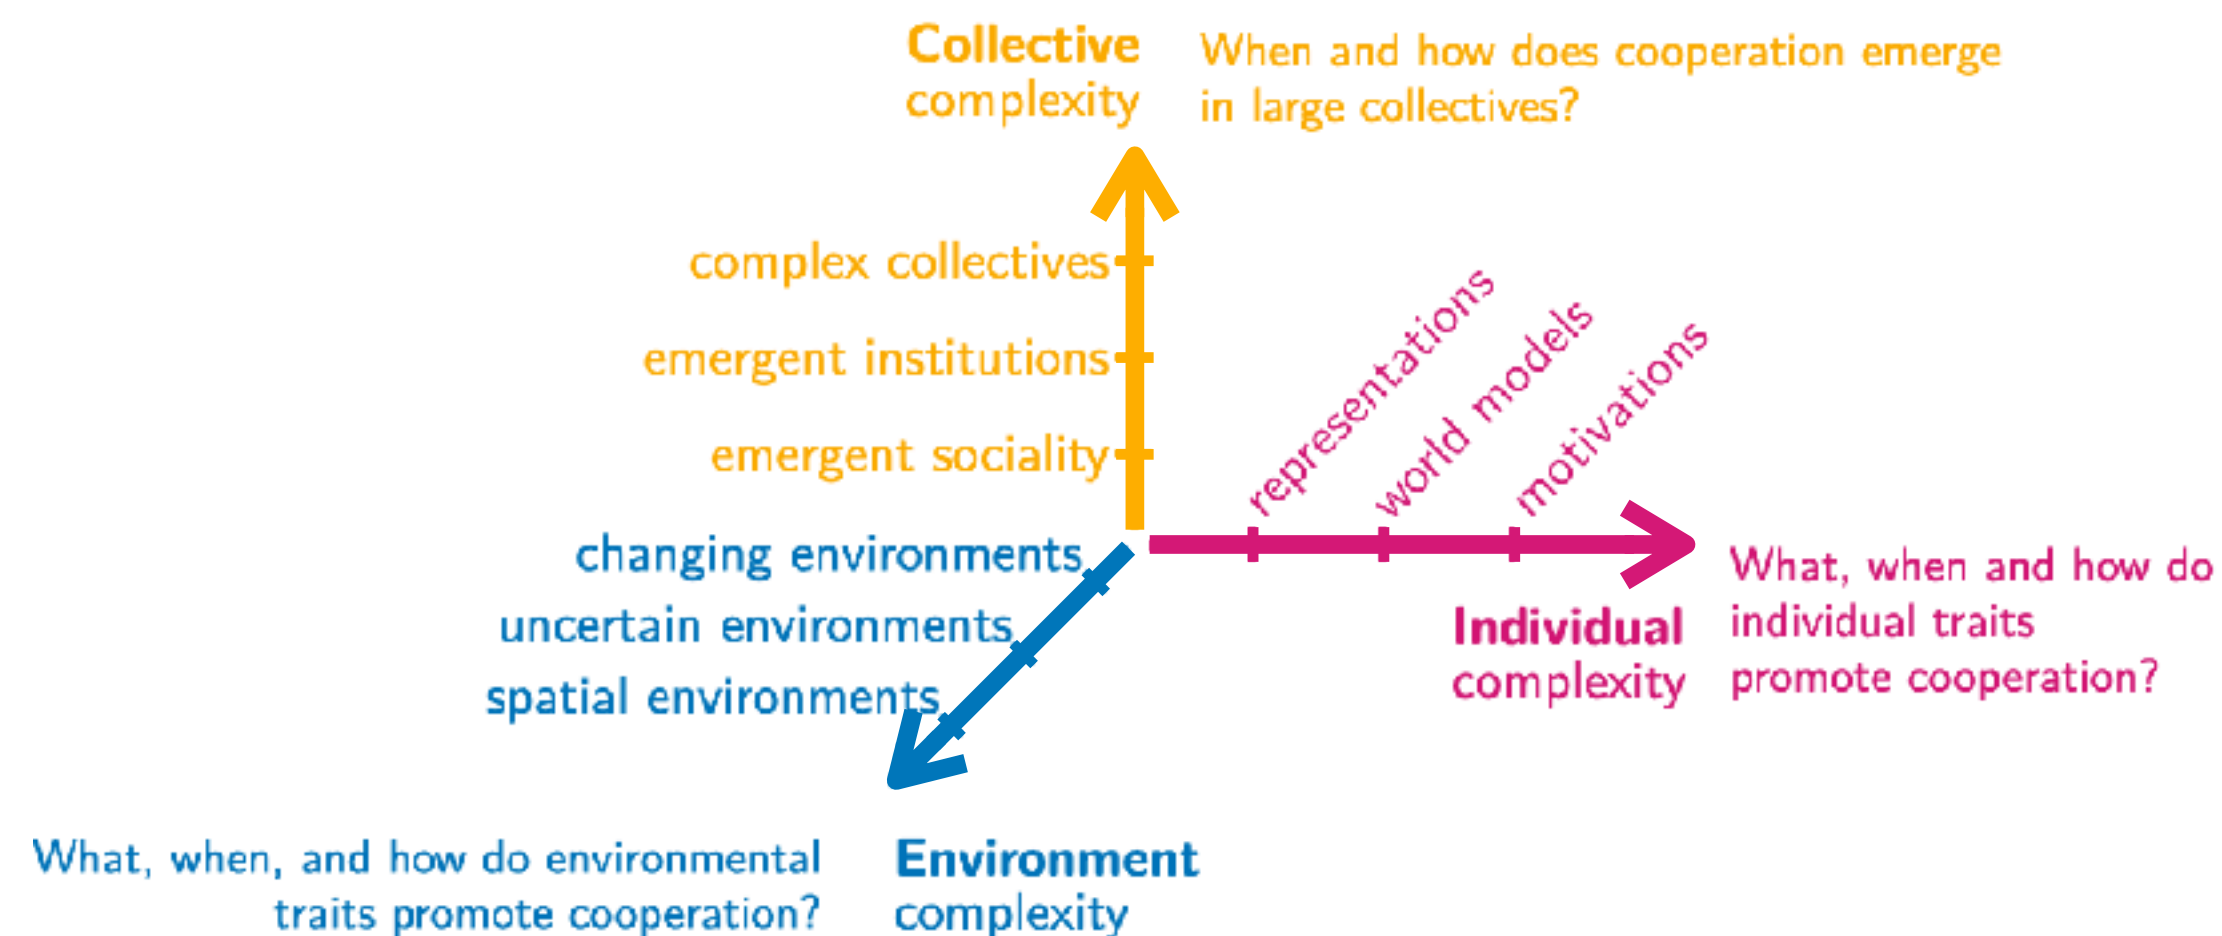 Collective
complexity
When and how does cooperation emerge
in large collectives?
complex collectives
emergent institutions
emergent sociality
representations
world models
motivations
changing environments
uncertain environments
spatial environments
Individual
complexity
What, when and how do
individual traits
promote cooperation?
What, when, and how do environmental
traits promote cooperation?
Environment
complexity